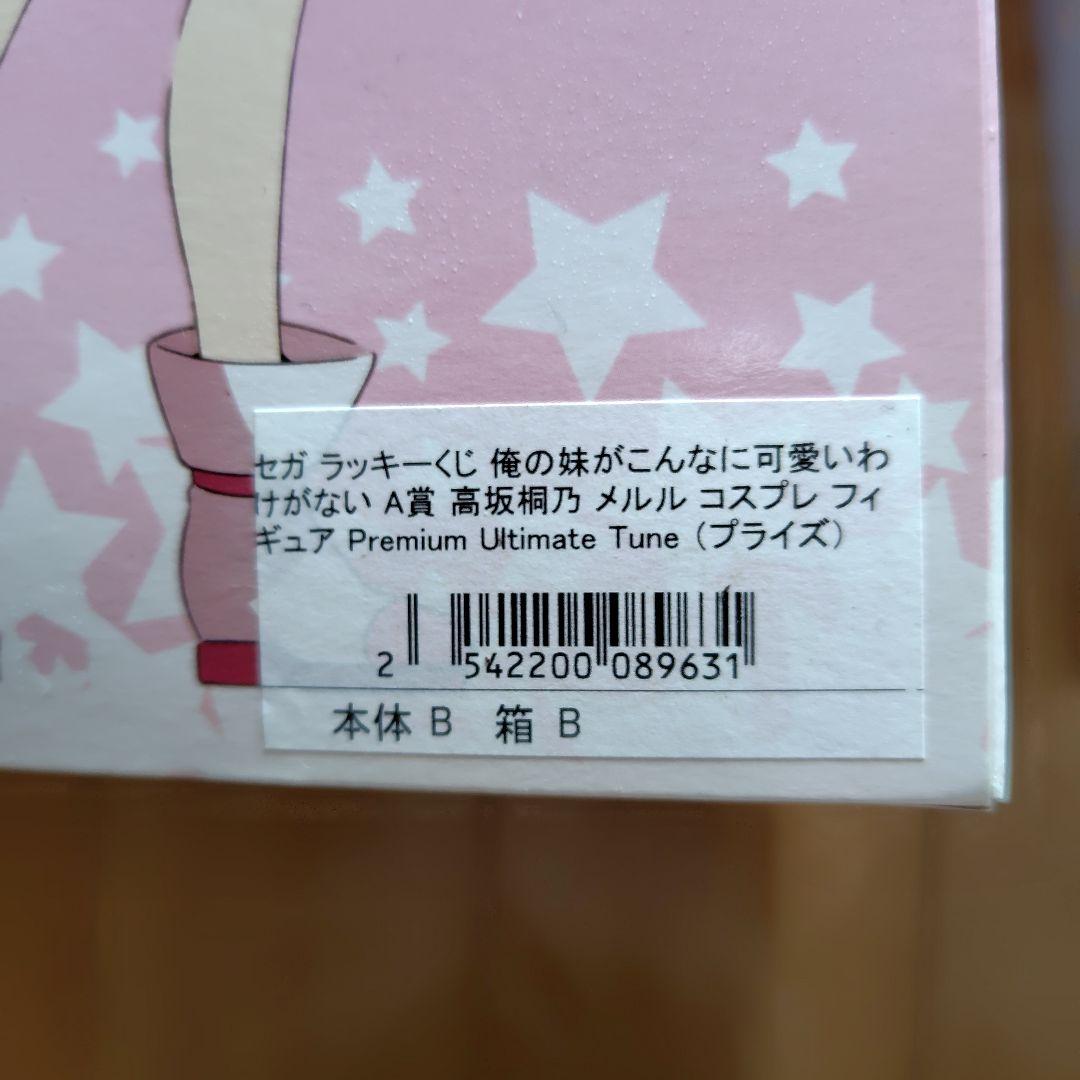 セガ ラッキーくじ 俺の妹がこんなに可愛いわ
けがない A賞 高坂桐乃 メルル コスプレ フィ
ギュア Premium Ultimate Tune（プライズ）
2 542200 089631
本体 B 箱 B